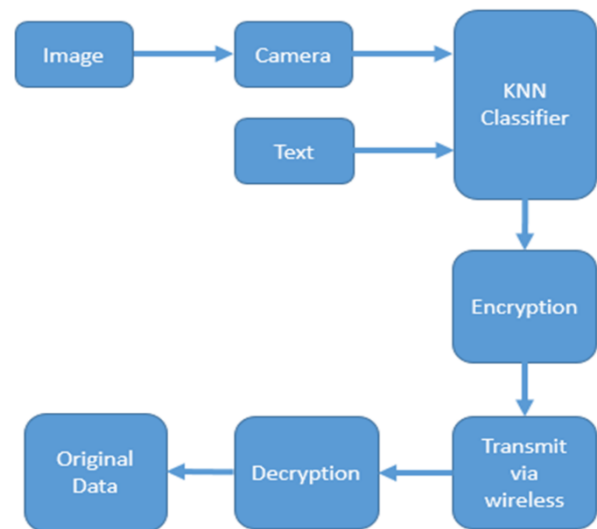 Image
Camera
KNN
Classifier
Text
Encryption
Transmit
via
wireless
Decryption
Original
Data